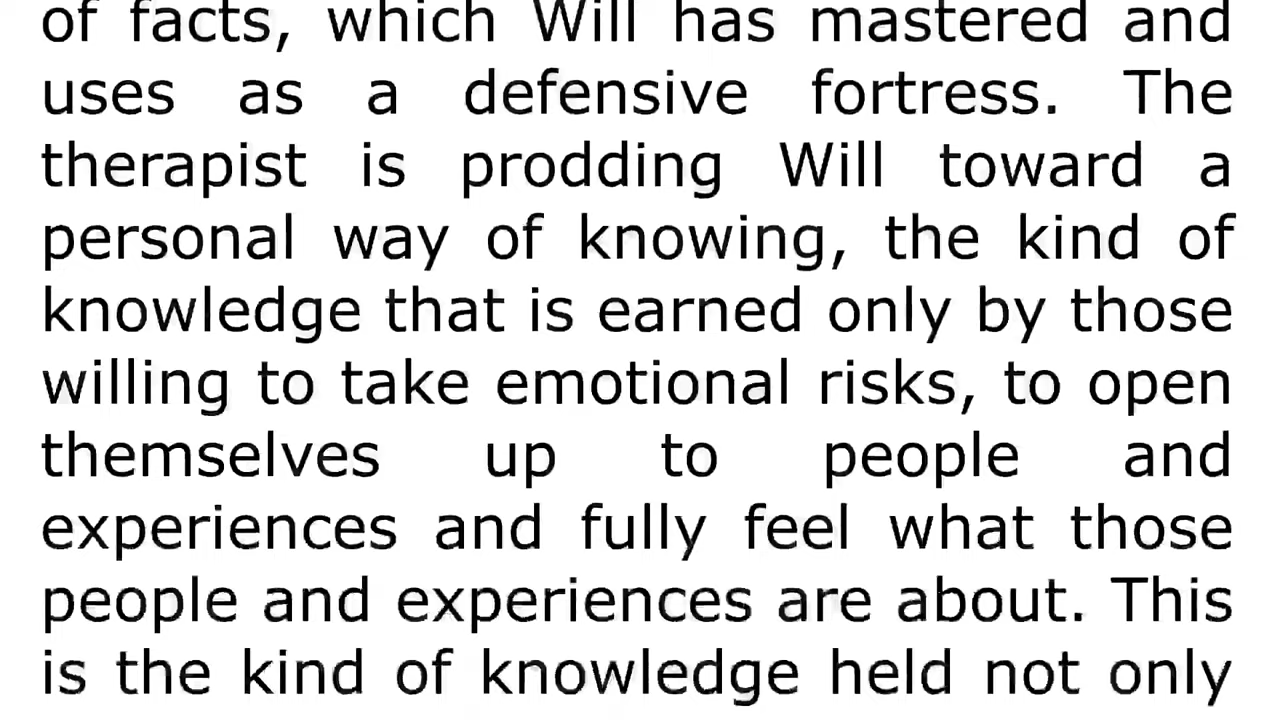 of facts, which Will has mastered and
uses as a defensive fortress. The
therapist is prodding Will toward a
personal way of knowing, the kind of
knowledge that is earned only by those
willing to take emotional risks, to open
themselves up to people and
experiences and fully feel what those
people and experiences are about. This
is the kind of knowledge held not only